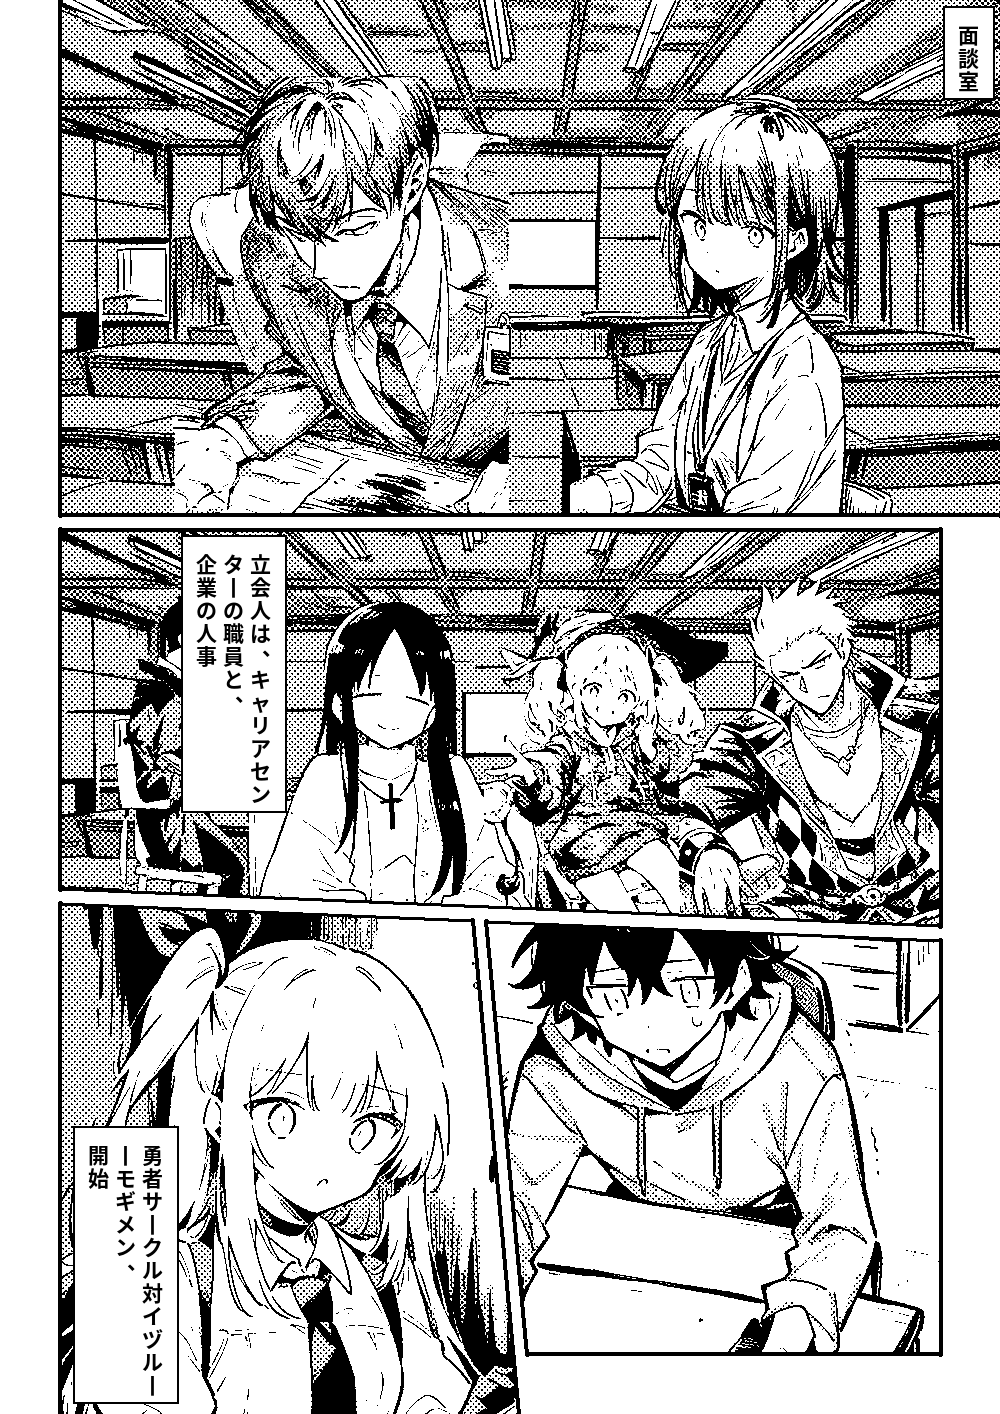 面談室
立会人は、キャリアセン
ターの職員と、
企業の人事
勇者サークル対イヅルー
ーモギメン、
開始